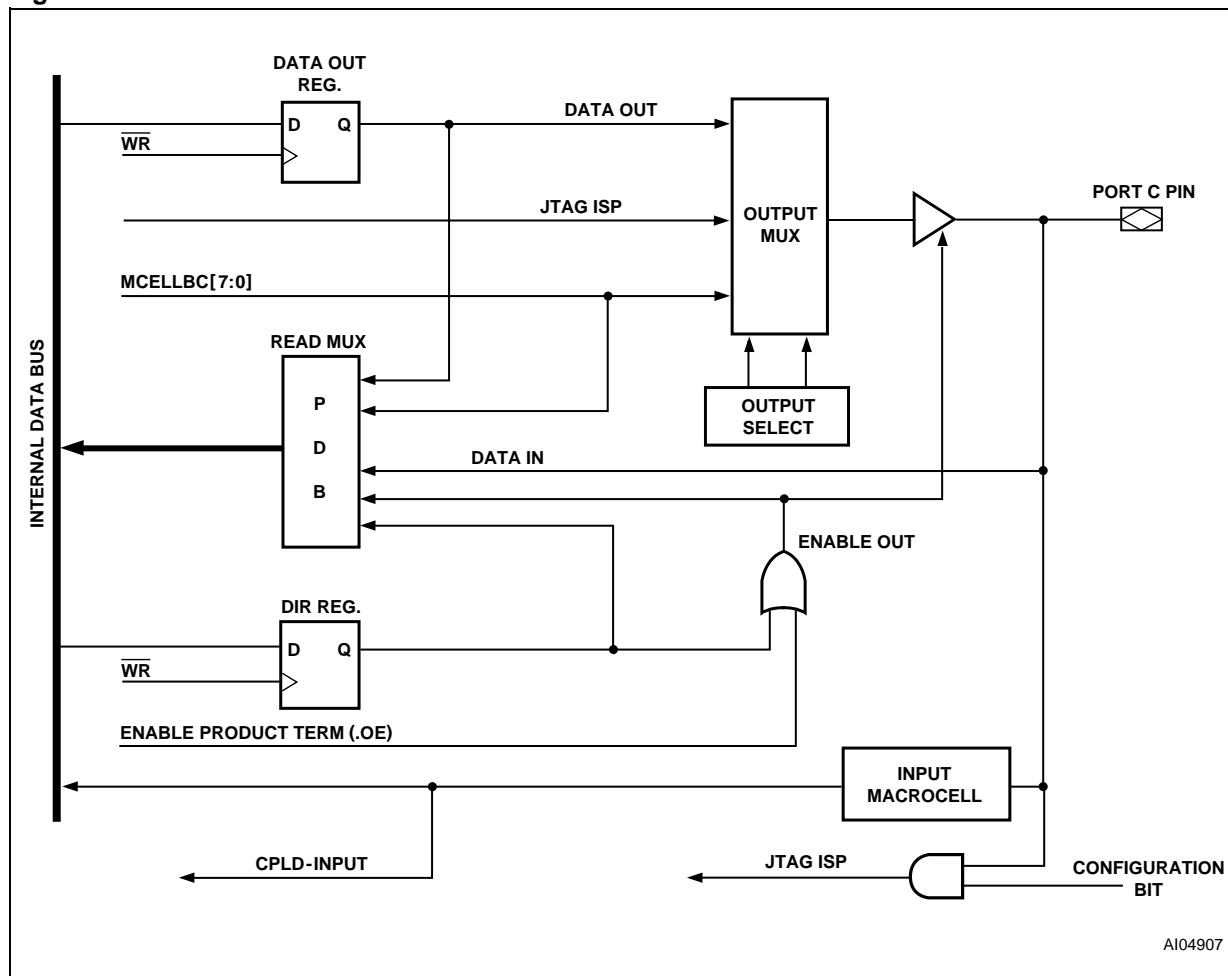 DATA OUT
REG.
D Q
WR
DATA OUT
JTAG ISP
MCELLBC[7:0]
OUTPUT
MUX
PORT C PIN
READ MUX
P
D
B
OUTPUT
SELECT
INTERNAL DATA BUS
DATA IN
ENABLE OUT
DIR REG.
D Q
WR
ENABLE PRODUCT TERM (.OE)
INPUT
MACROCELL
CPLD-INPUT
JTAG ISP
CONFIGURATION
BIT
AI04907